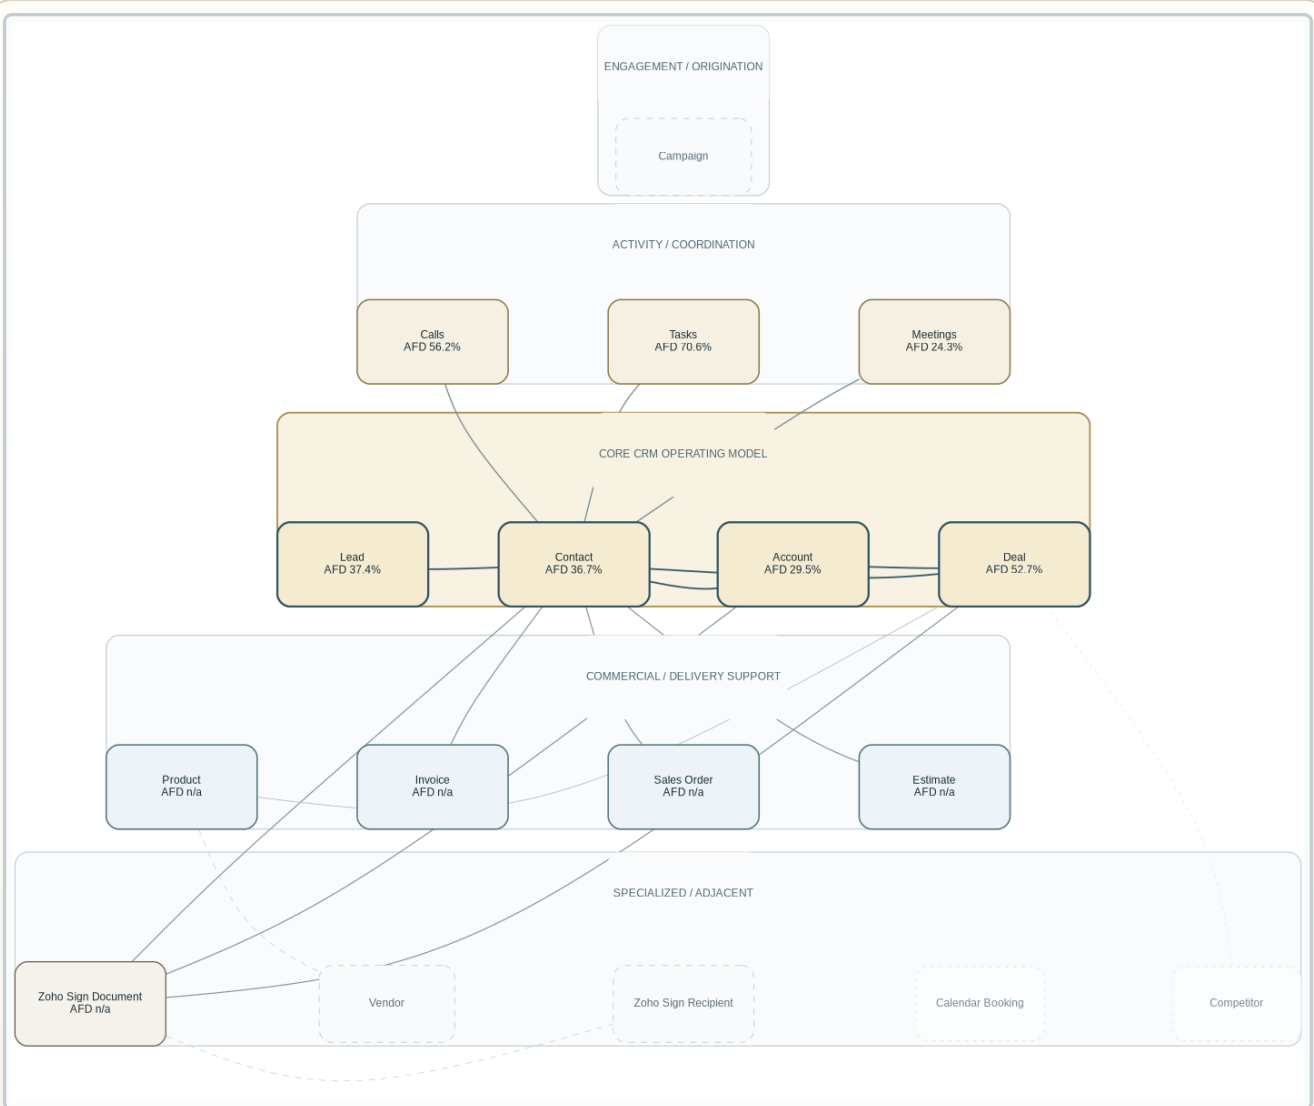 ENGAGEMENT / ORIGINATION
Campaign
ACTIVITY / COORDINATION
Calls
AFD 56.2%
Tasks
AFD 70.6%
Meetings
AFD 24.3%
CORE CRM OPERATING MODEL
Lead
AFD 37.4%
Contact
AFD 36.7%
Account
AFD 29.5%
Deal
AFD 52.7%
COMMERCIAL / DELIVERY SUPPORT
Product
AFD n/a
Invoice
AFD n/a
Sales Order
AFD n/a
Estimate
AFD n/a
SPECIALIZED / ADJACENT
Zoho Sign Document
AFD n/a
Vendor
Zoho Sign Recipient
Calendar Booking
Competitor